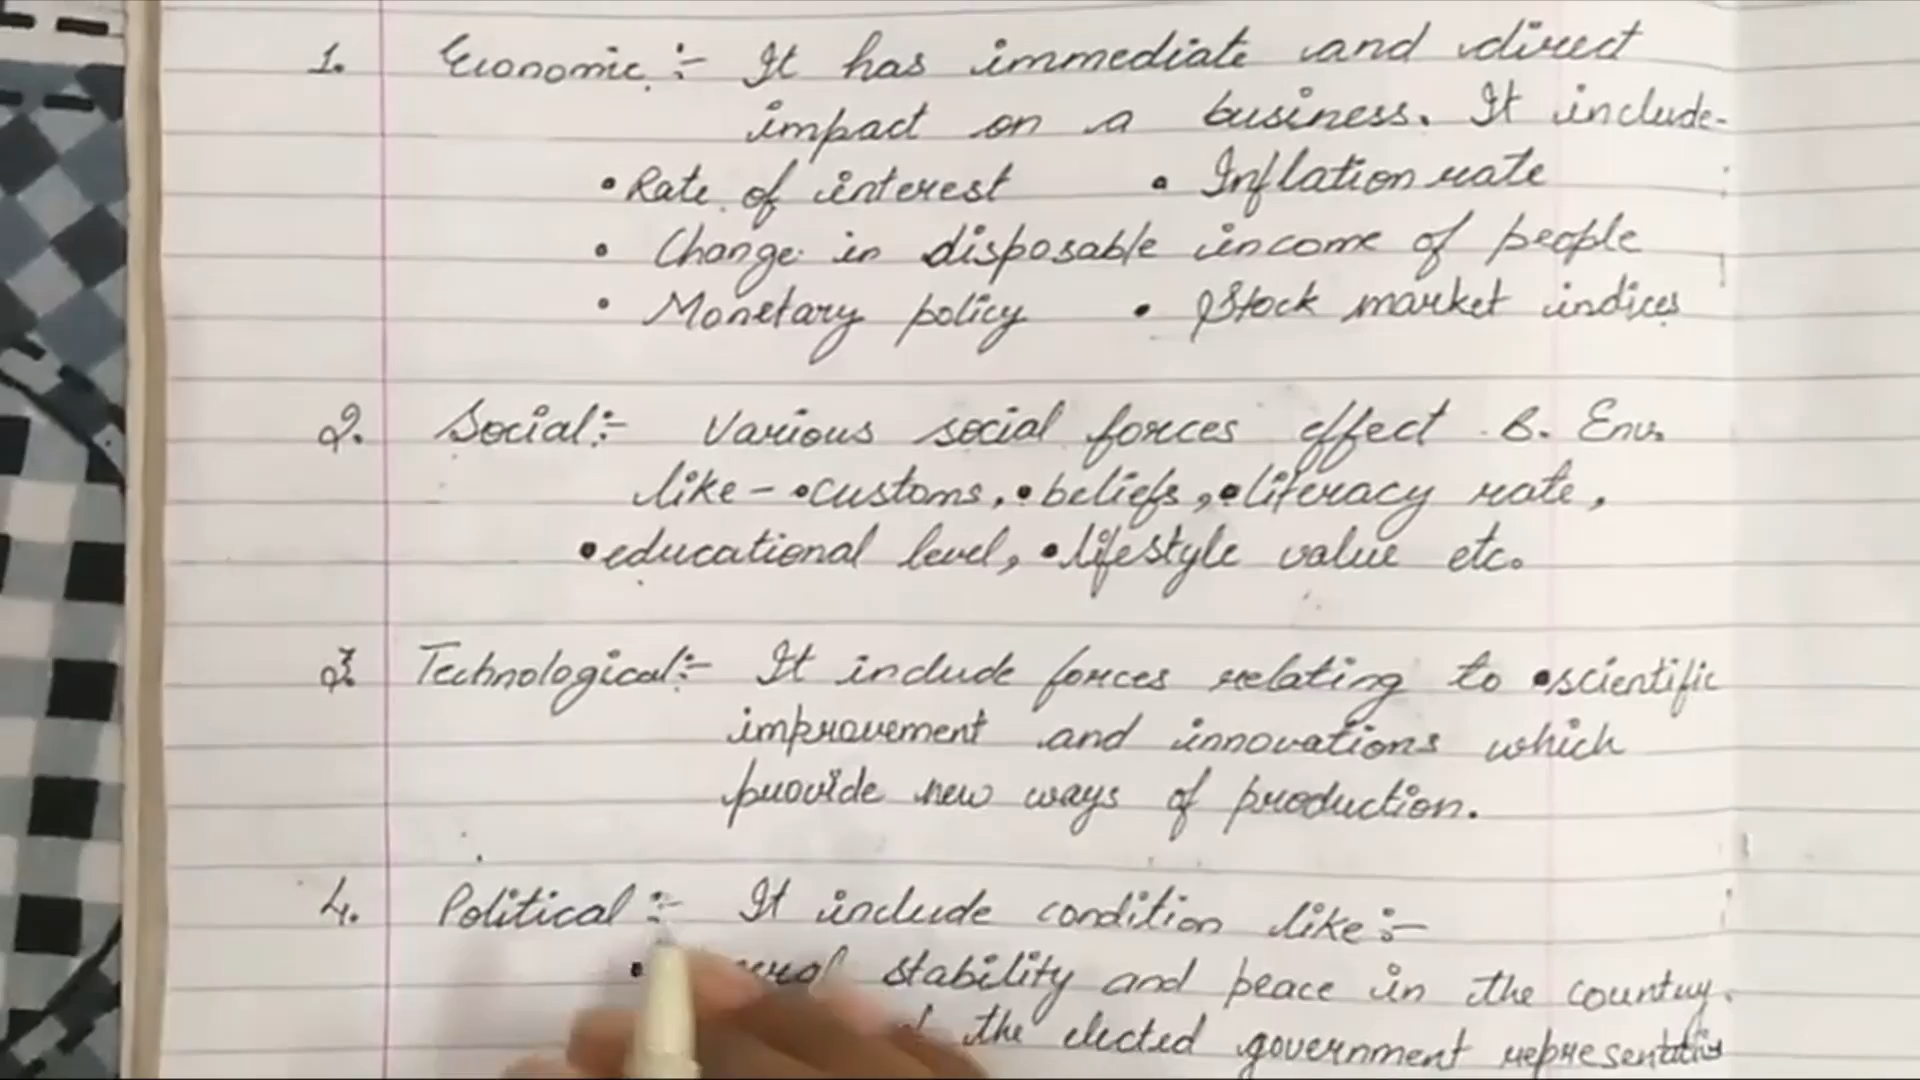 1. Economic :- It has immediate and direct
impact on a business. It include-
• Rate of interest • Inflation rate
• Change in disposable income of people
• Monetary policy • Stock market indices
2. Social:- Various social forces effect B. Env.
like- • customs, • beliefs, • literacy rate,
• educational level, • lifestyle value etc.
3. Technological:- It include forces relating to • scientific
improvement and innovations which
provide new ways of production.
4. Political :- It include condition like :-
• stability and peace in the country.
the elected government representatives